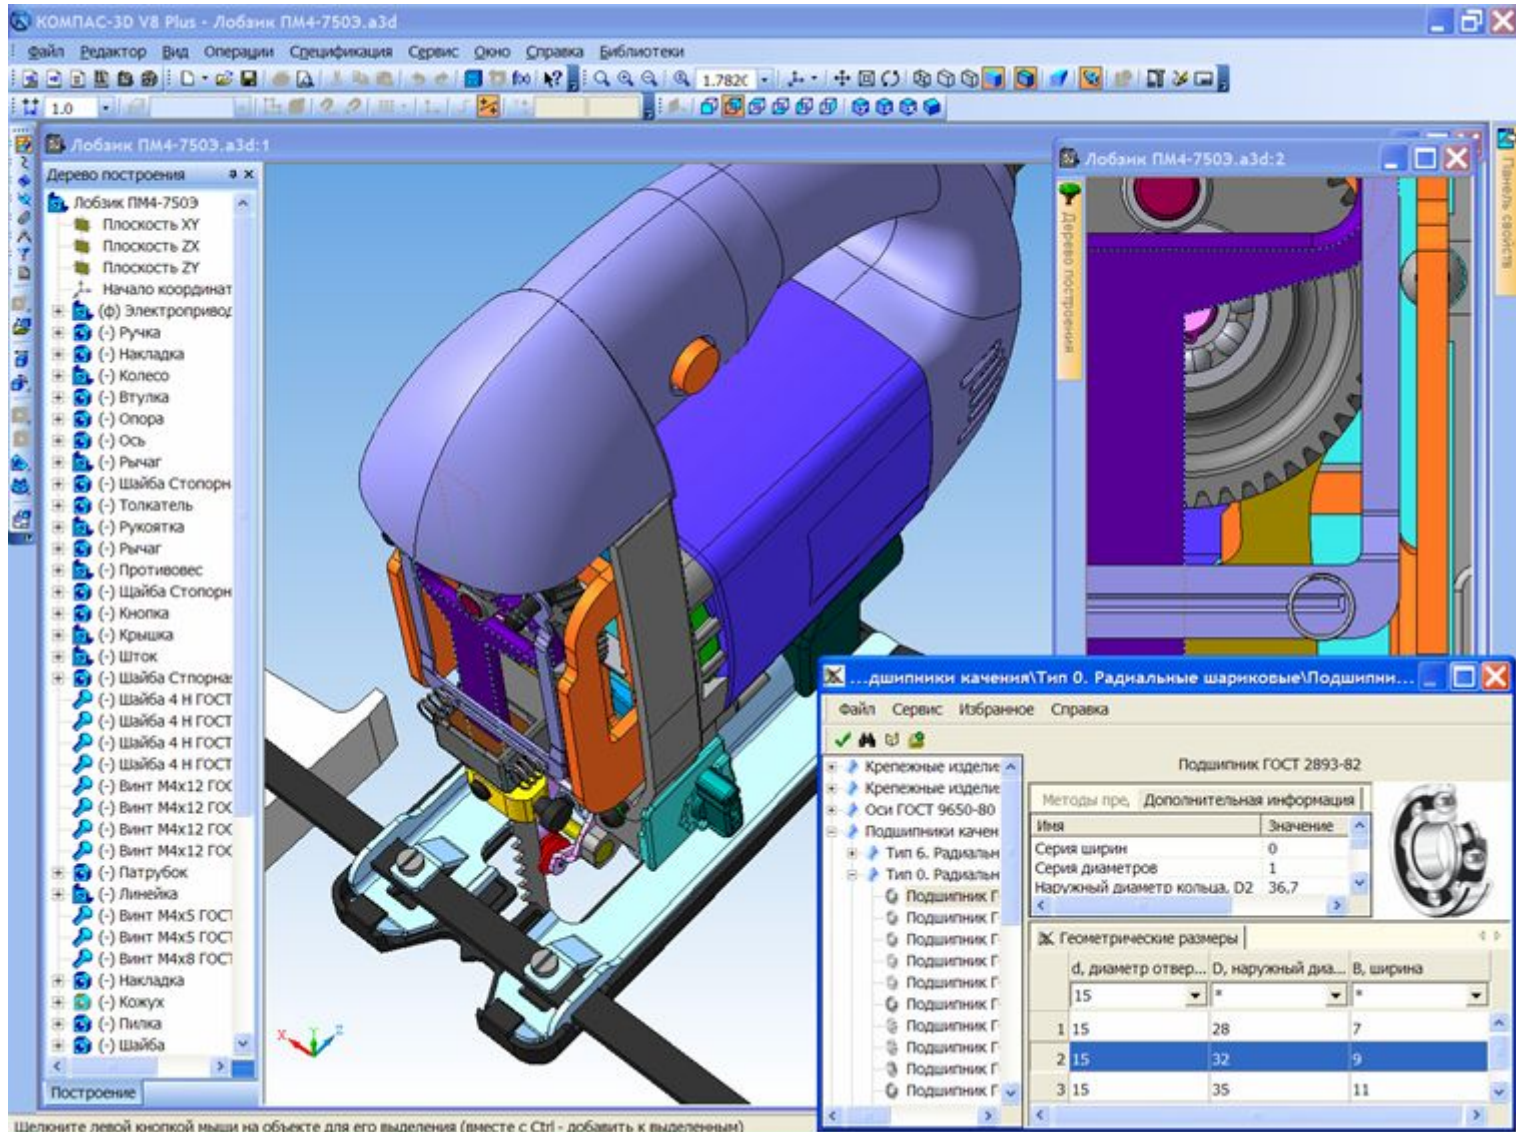 КОМПАС-3D V8 Plus - Лобзик ПМ4-750Э.a3d
Файл Редактор Вид Операции Спецификация Сервис Окно Справка Библиотеки
1.782
1.0
Лобзик ПМ4-750Э.a3d:1
Дерево построения
Лобзик ПМ4-750Э
Плоскость XY
Плоскость ZX
Плоскость ZY
Начало координат
(ф) Электропривод
(-) Ручка
(-) Накладка
(-) Колесо
(-) Втулка
(-) Опора
(-) Ось
(-) Рычаг
(-) Шайба Стопорн
(-) Толкатель
(-) Рукоятка
(-) Рычаг
(-) Противовес
(-) Щайба Стопорн
(-) Кнопка
(-) Крышка
(-) Шток
(-) Шайба Стпорна
(-) Шайба 4 Н ГОСТ
(-) Шайба 4 Н ГОСТ
(-) Шайба 4 Н ГОСТ
(-) Шайба 4 Н ГОСТ
(-) Винт М4х12 ГОС
(-) Винт М4х12 ГОС
(-) Винт М4х12 ГОС
(-) Винт М4х12 ГОС
(-) Патрубок
(-) Линейка
(-) Винт М4х5 ГОСТ
(-) Винт М4х5 ГОСТ
(-) Винт М4х8 ГОСТ
(-) Накладка
(-) Кожух
(-) Пилка
(-) Шайба
Построение
X Y Z
Лобзик ПМ4-750Э.a3d:2
Дерево построения
Панель свойств
...дшипники качения\Тип 0. Радиальные шариковые\Подшипни...
Файл Сервис Избранное Справка
Крепежные изделие
Крепежные изделие
Оси ГОСТ 9650-80
Подшипники качен
Тип 6. Радиальн
Тип 0. Радиальн
Подшипник Г
Подшипник Г
Подшипник Г
Подшипник Г
Подшипник Г
Подшипник Г
Подшипник Г
Подшипник Г
Подшипник Г
Подшипник Г
Подшипник ГОСТ 2893-82
Методы пре, Дополнительная информация
Имя Значение
Серия ширин 0
Серия диаметров 1
Наружный диаметр кольца, D2 36,7
Геометрические размеры
d, диаметр отвер... D, наружный диа... B, ширина
15 * *
1 15 28 7
2 15 32 9
3 15 35 11
Щелкните левой кнопкой мыши на объекте для его выделения (вместе с Ctrl - добавить к выделенным)